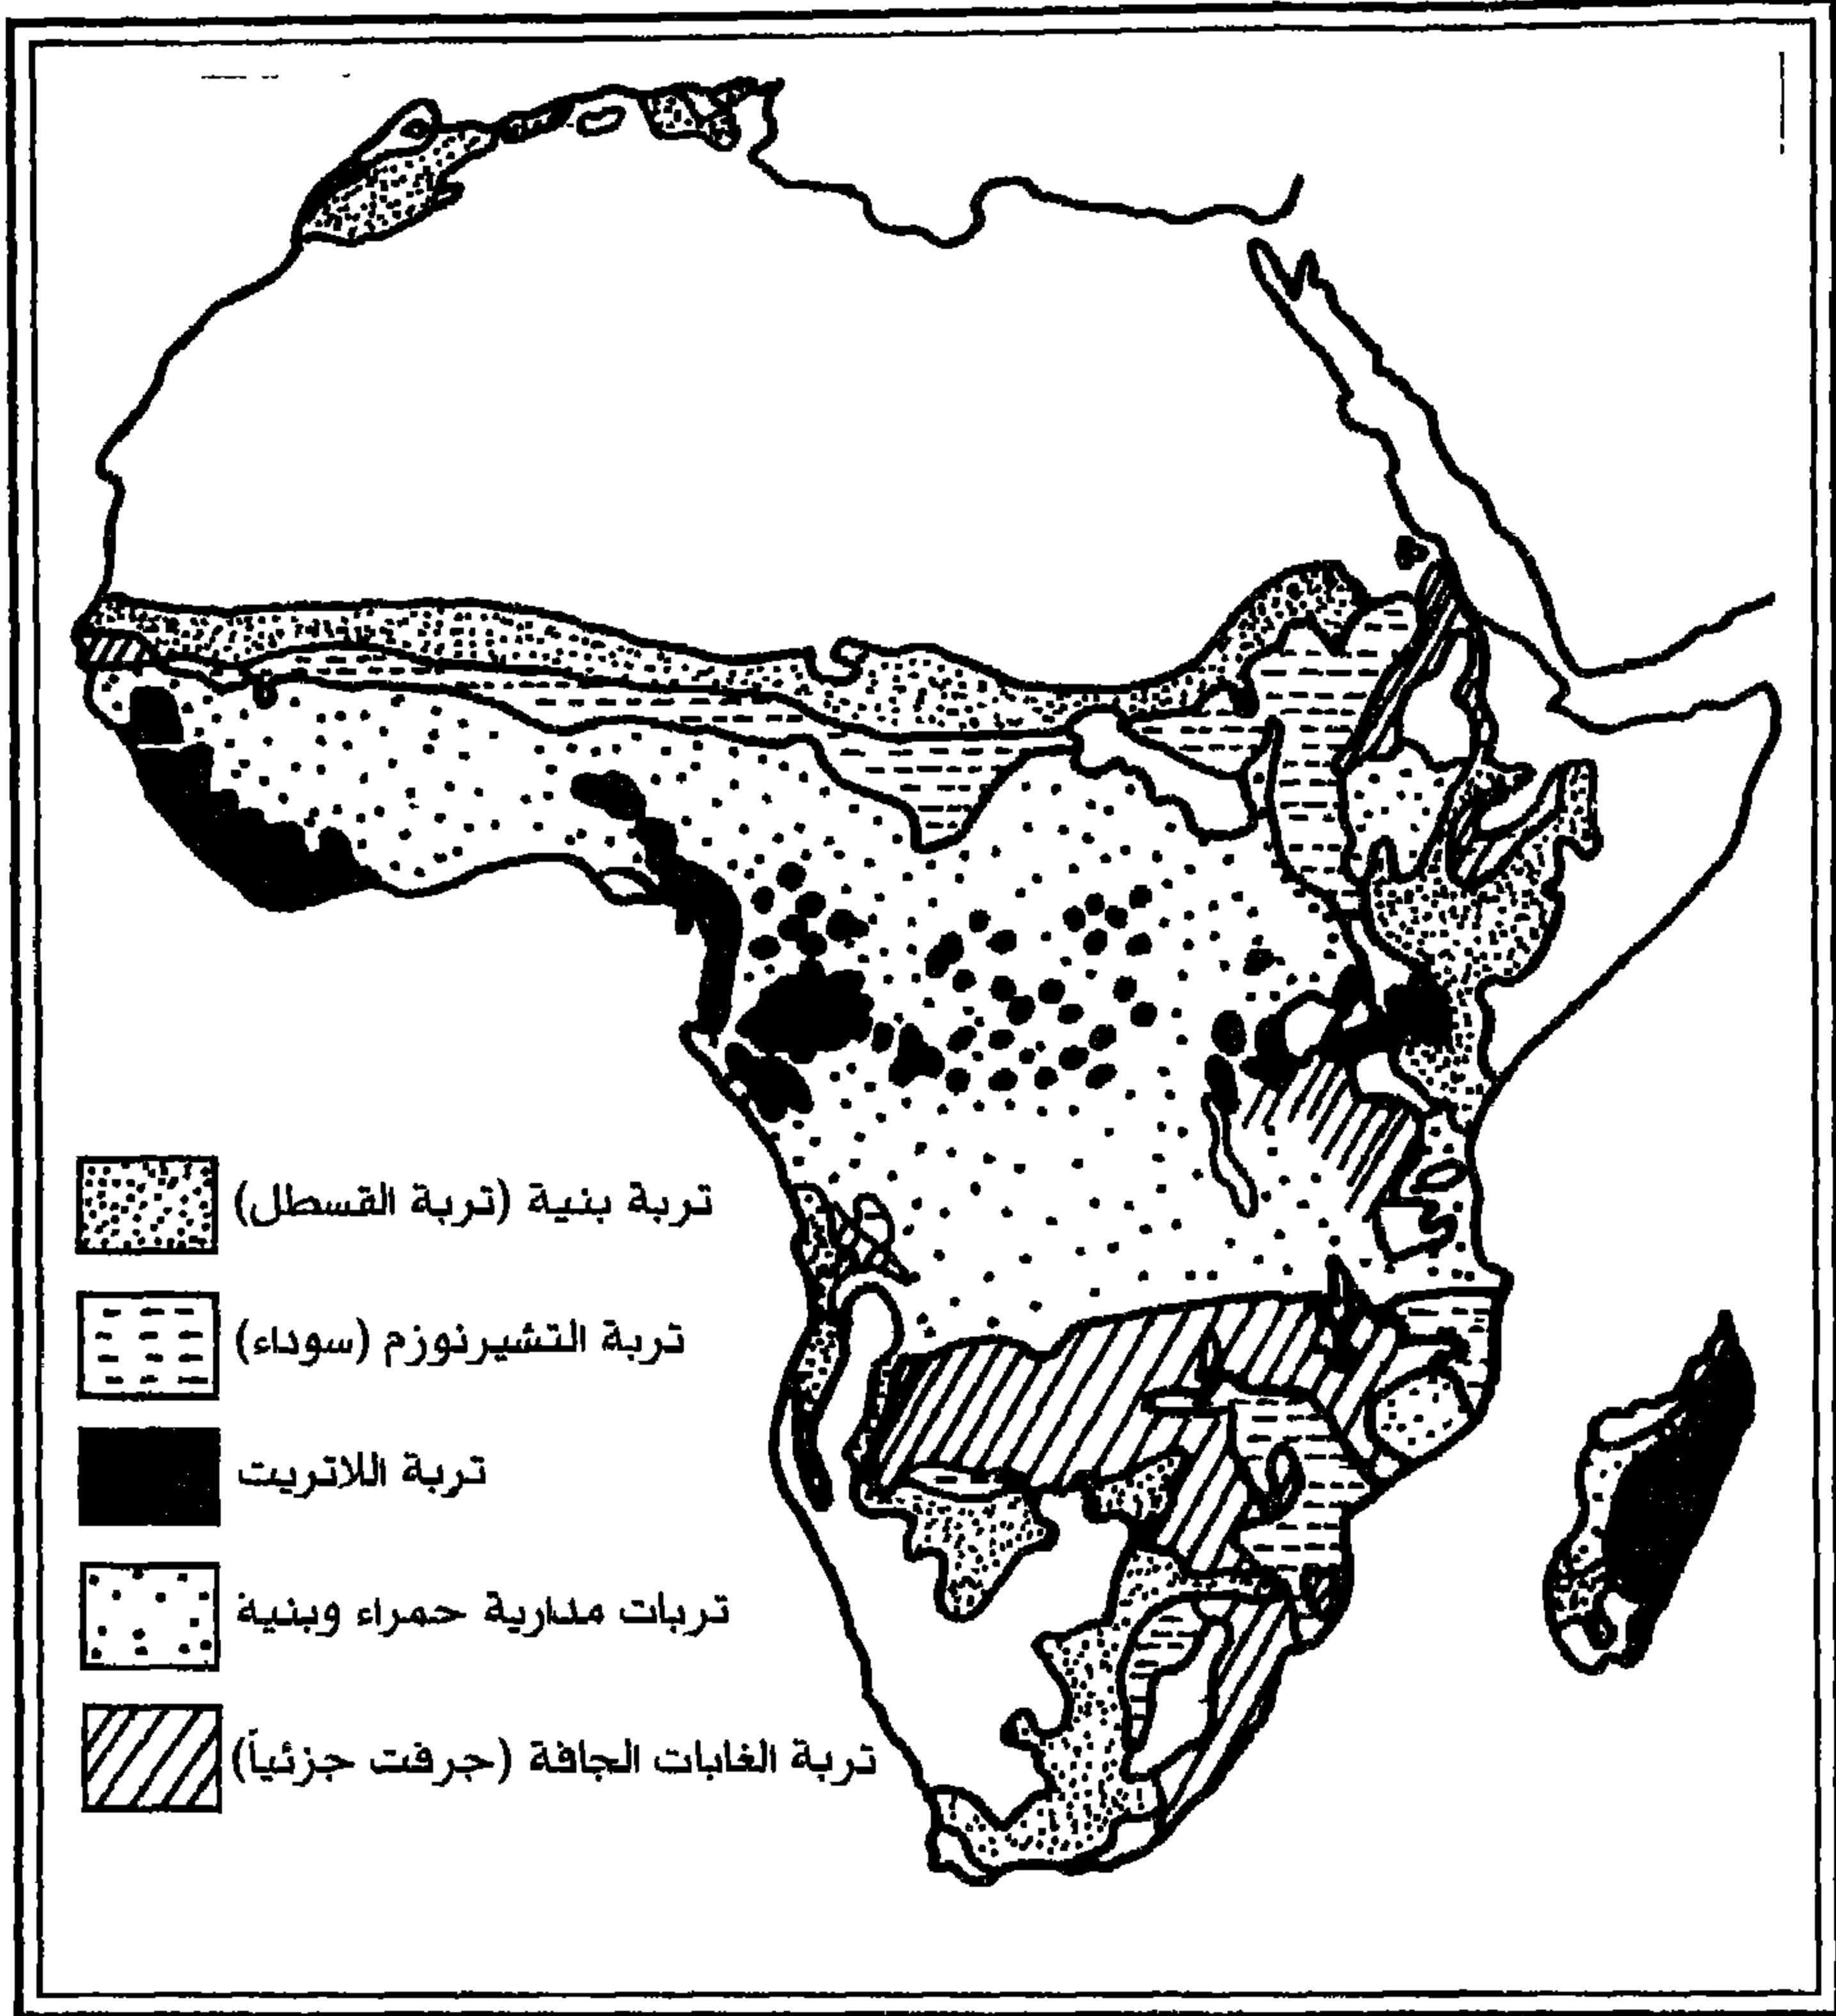 تربة بنية (تربة القسطل)
تربة التشيرنوزم (سوداء)
تربة اللاتريت
تربات مدارية حمراء وبنية
تربة الغابات الجافة (جرفت جزئياً)